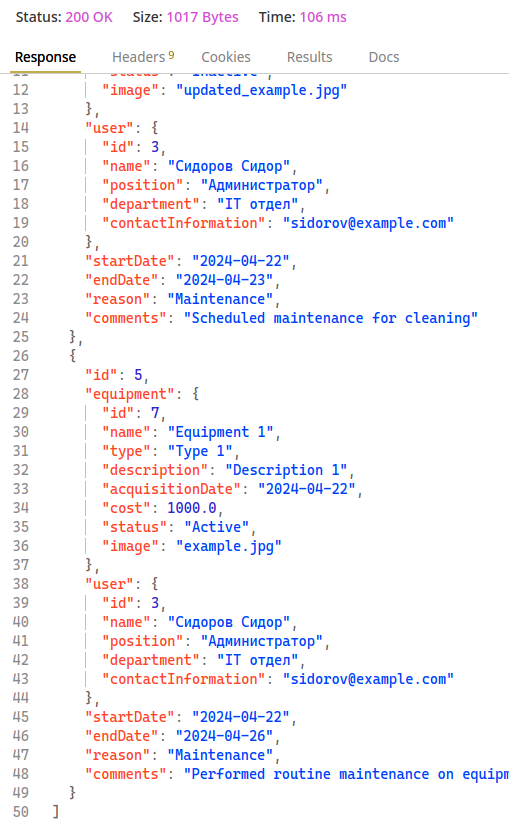 Status: 200 OK Size: 1017 Bytes Time: 106 ms
Response Headers 9 Cookies Results Docs
11 "status": "Inactive",
12 "image": "updated_example.jpg"
13 },
14 "user": {
15 "id": 3,
16 "name": "Сидоров Сидор",
17 "position": "Администратор",
18 "department": "IT отдел",
19 "contactInformation": "sidorov@example.com"
20 },
21 "startDate": "2024-04-22",
22 "endDate": "2024-04-23",
23 "reason": "Maintenance",
24 "comments": "Scheduled maintenance for cleaning"
25 },
26 {
27 "id": 5,
28 "equipment": {
29 "id": 7,
30 "name": "Equipment 1",
31 "type": "Type 1",
32 "description": "Description 1",
33 "acquisitionDate": "2024-04-22",
34 "cost": 1000.0,
35 "status": "Active",
36 "image": "example.jpg"
37 },
38 "user": {
39 "id": 3,
40 "name": "Сидоров Сидор",
41 "position": "Администратор",
42 "department": "IT отдел",
43 "contactInformation": "sidorov@example.com"
44 },
45 "startDate": "2024-04-22",
46 "endDate": "2024-04-26",
47 "reason": "Maintenance",
48 "comments": "Performed routine maintenance on equipm
49 }
50 ]